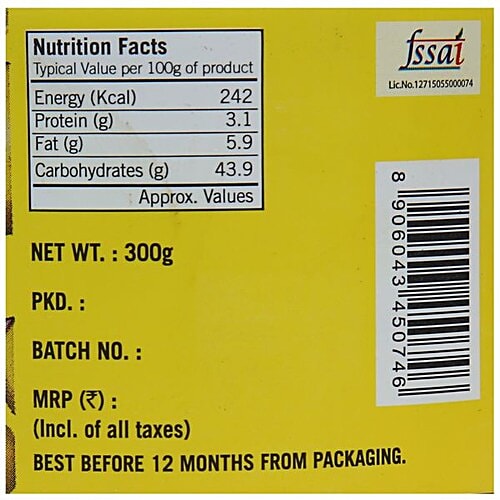 Nutrition Facts
Typical Value per 100g of product
Energy (Kcal) 242
Protein (g) 3.1
Fat (g) 5.9
Carbohydrates (g) 43.9
Approx. Values
fssai
Lic.No.12715055000074
8 906043 450746
NET WT. : 300g
PKD. :
BATCH NO. :
MRP (₹) :
(Incl. of all taxes)
BEST BEFORE 12 MONTHS FROM PACKAGING.